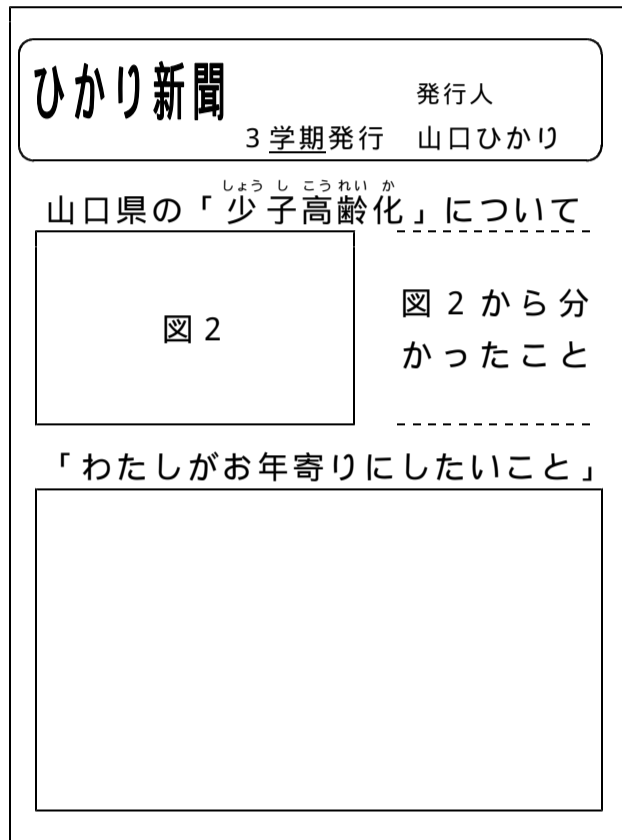 ひかり新聞
発行人
3学期発行 山口ひかり
しょう し こうれい か
山口県の「少子高齢化」について
図2
図2から分
かったこと
「わたしがお年寄りにしたいこと」